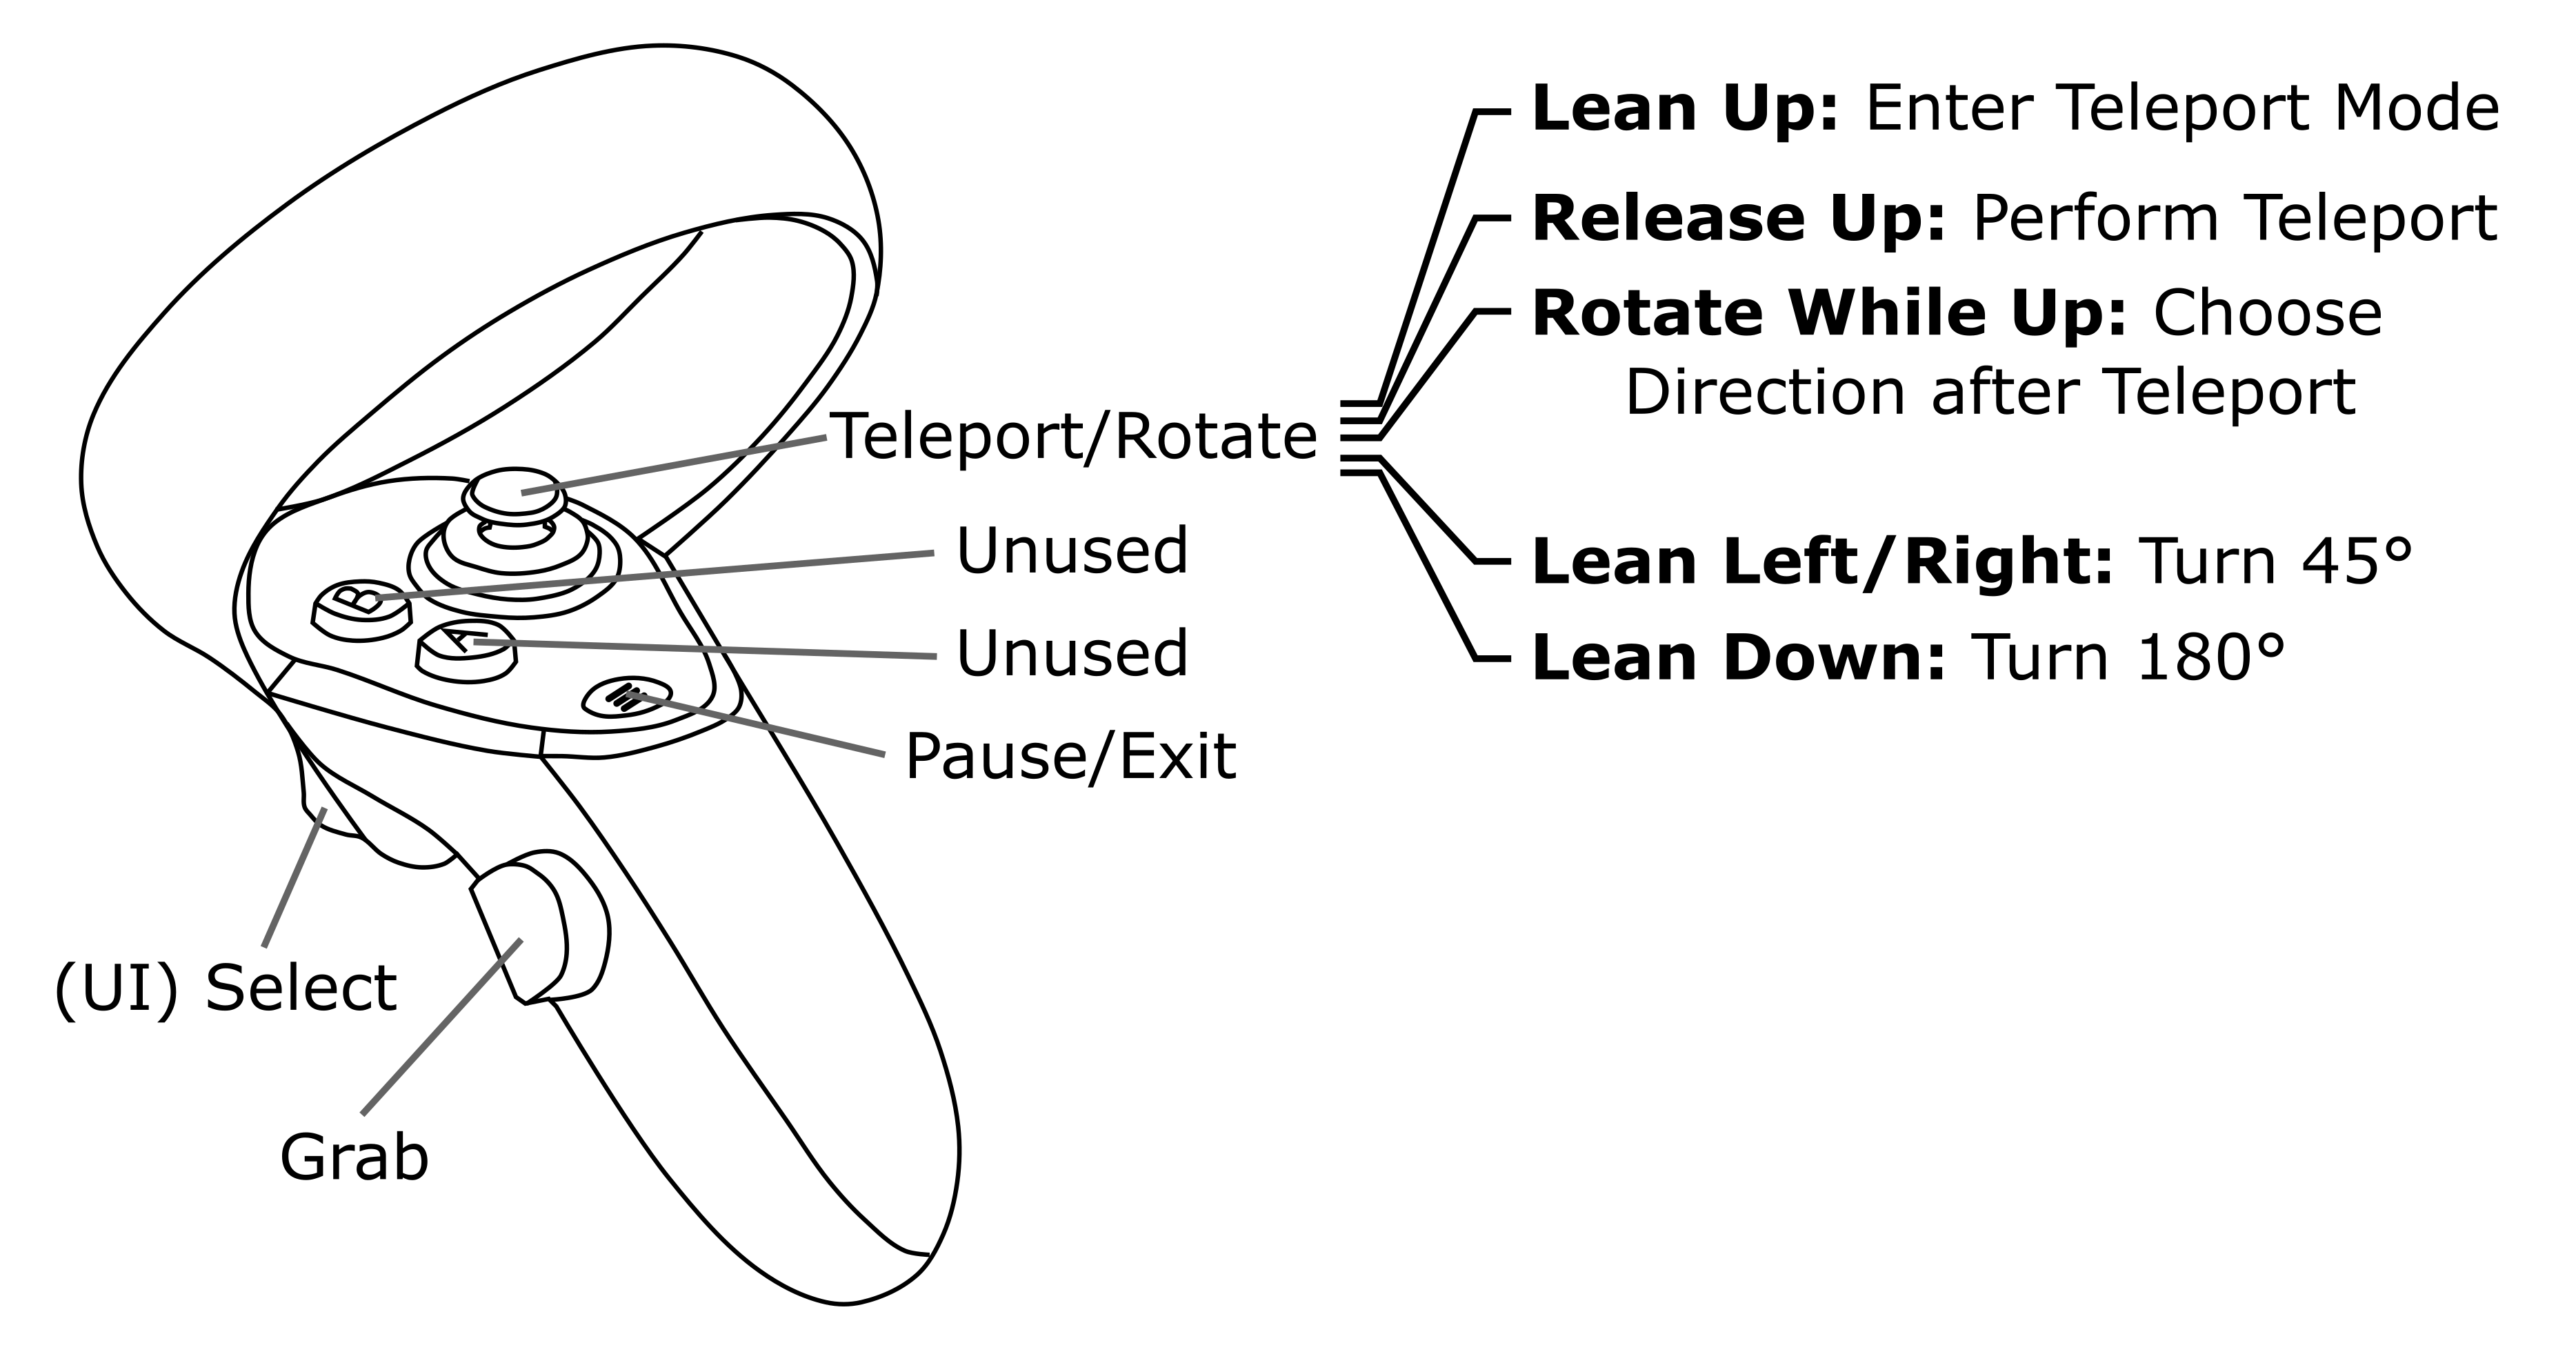 Lean Up: Enter Teleport Mode
Release Up: Perform Teleport
Rotate While Up: Choose
Direction after Teleport
Teleport/Rotate
Lean Left/Right: Turn 45°
Lean Down: Turn 180°
Unused
Unused
Pause/Exit
B
A
(UI) Select
Grab